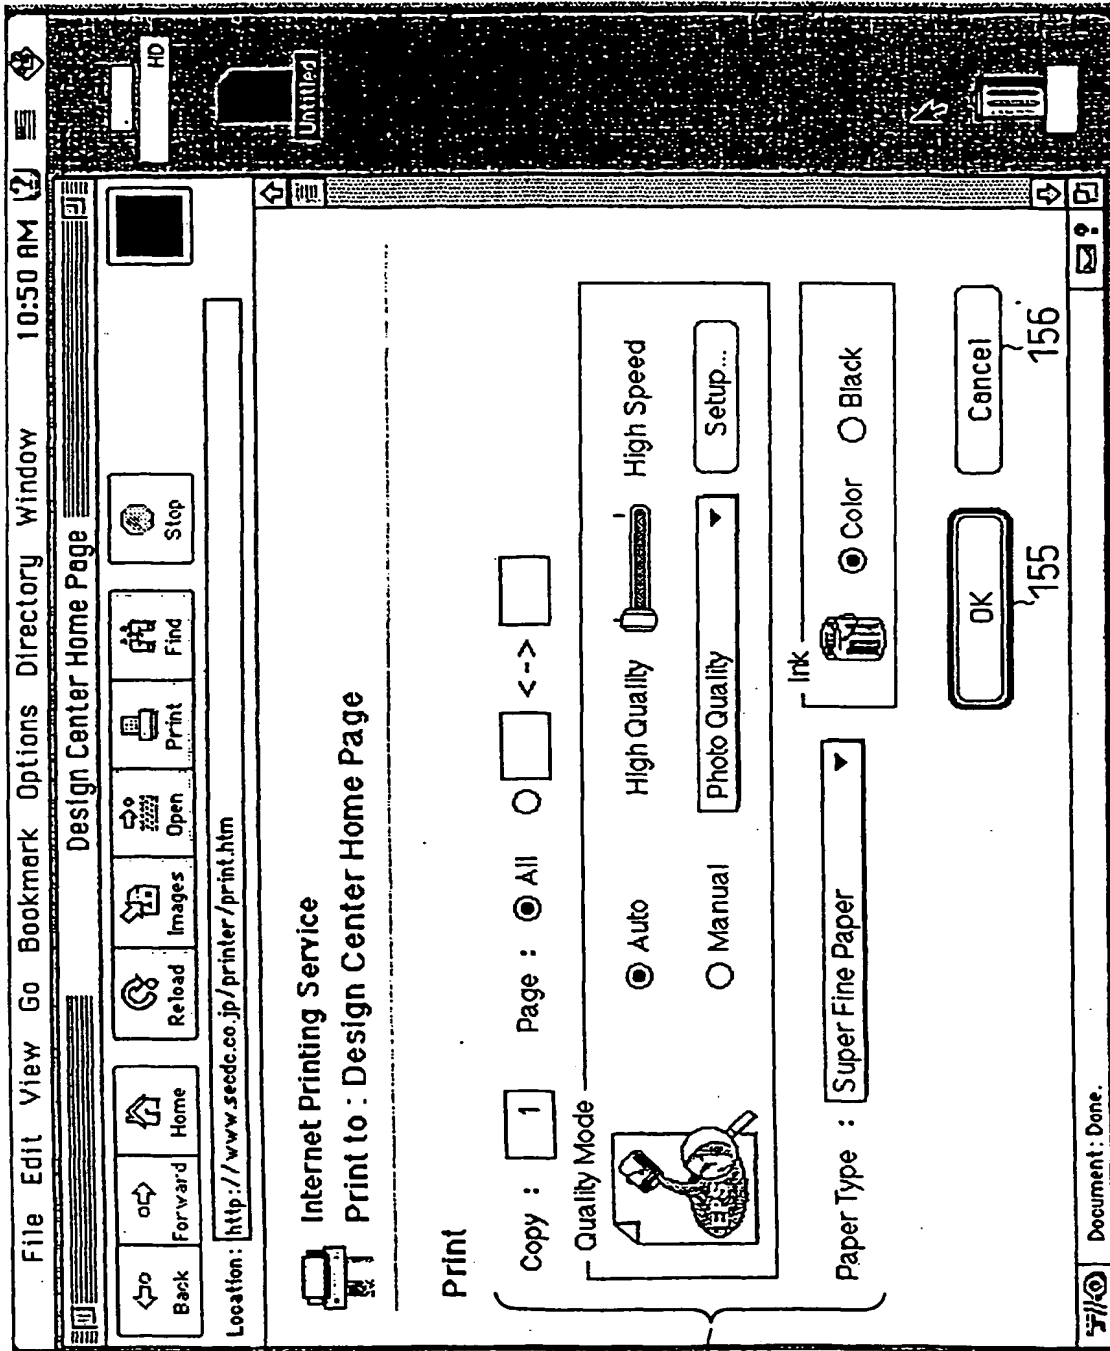 File Edit View Go Bookmark Options Directory Window 10:50 AM
HD
Untitled
Design Center Home Page
Back Forward Home Reload Images Open Print Find Stop
Location: http://www.secdc.co.jp/printer/print.htm
Internet Printing Service
Print to : Design Center Home Page
Print
Copy : 1 Page : All <->
Quality Mode
Auto High Quality High Speed
Manual Photo Quality Setup...
Paper Type : Super Fine Paper
Ink
Color Black
OK Cancel
155 156
Document : Done.